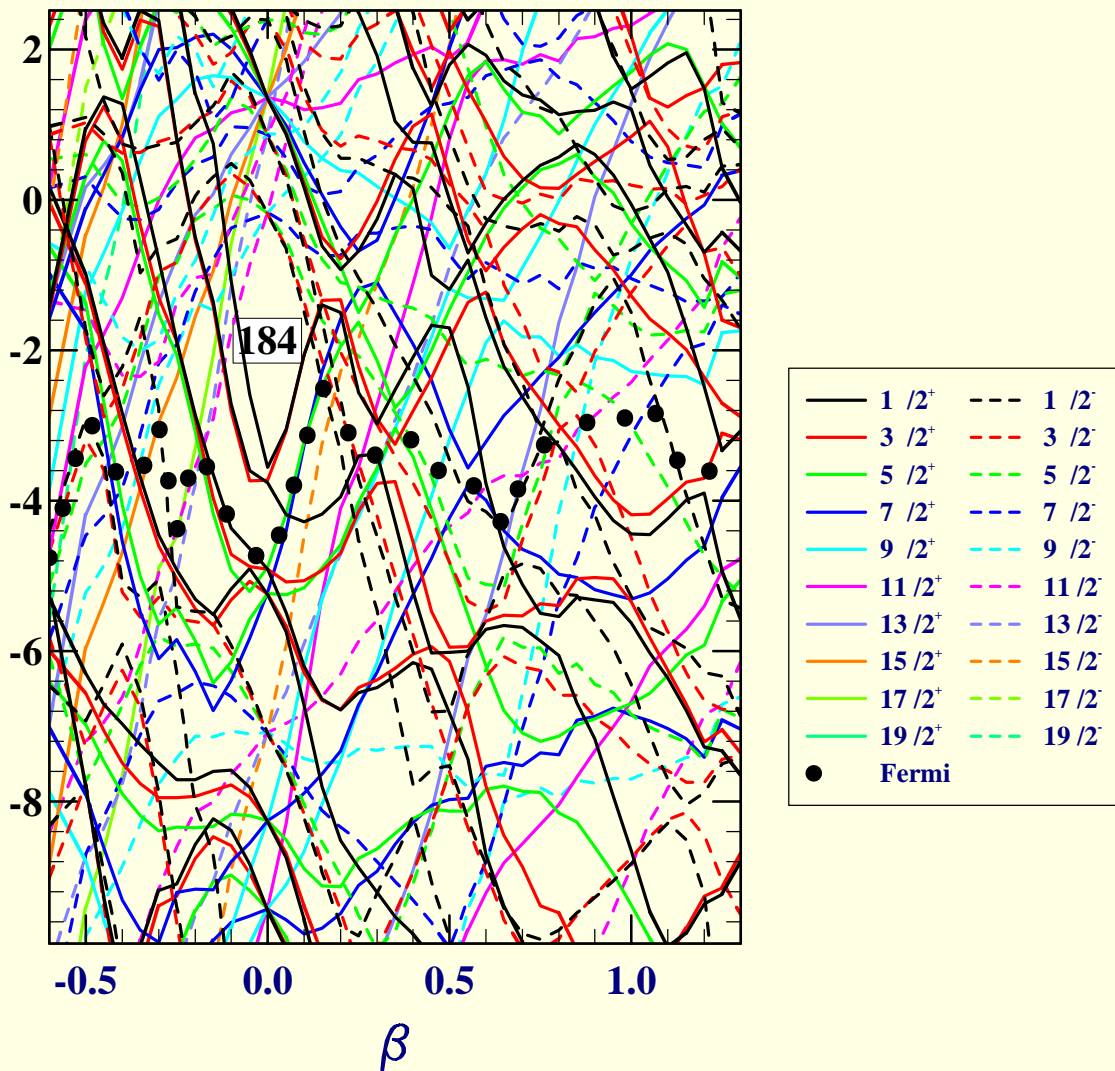 2
0
-2
-4
-6
-8
184
-0.5 0.0 0.5 1.0
β
1 /2+ 1 /2-
3 /2+ 3 /2-
5 /2+ 5 /2-
7 /2+ 7 /2-
9 /2+ 9 /2-
11 /2+ 11 /2-
13 /2+ 13 /2-
15 /2+ 15 /2-
17 /2+ 17 /2-
19 /2+ 19 /2-
Fermi